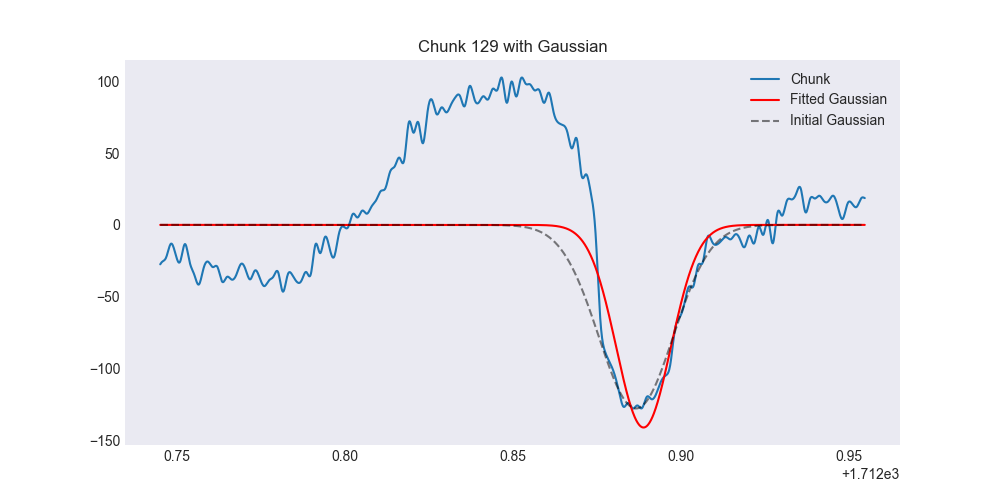 Chunk 129 with Gaussian
Chunk
Fitted Gaussian
Initial Gaussian
100
50
0
−50
−100
−150
0.75 0.80 0.85 0.90 0.95
+1.712e3